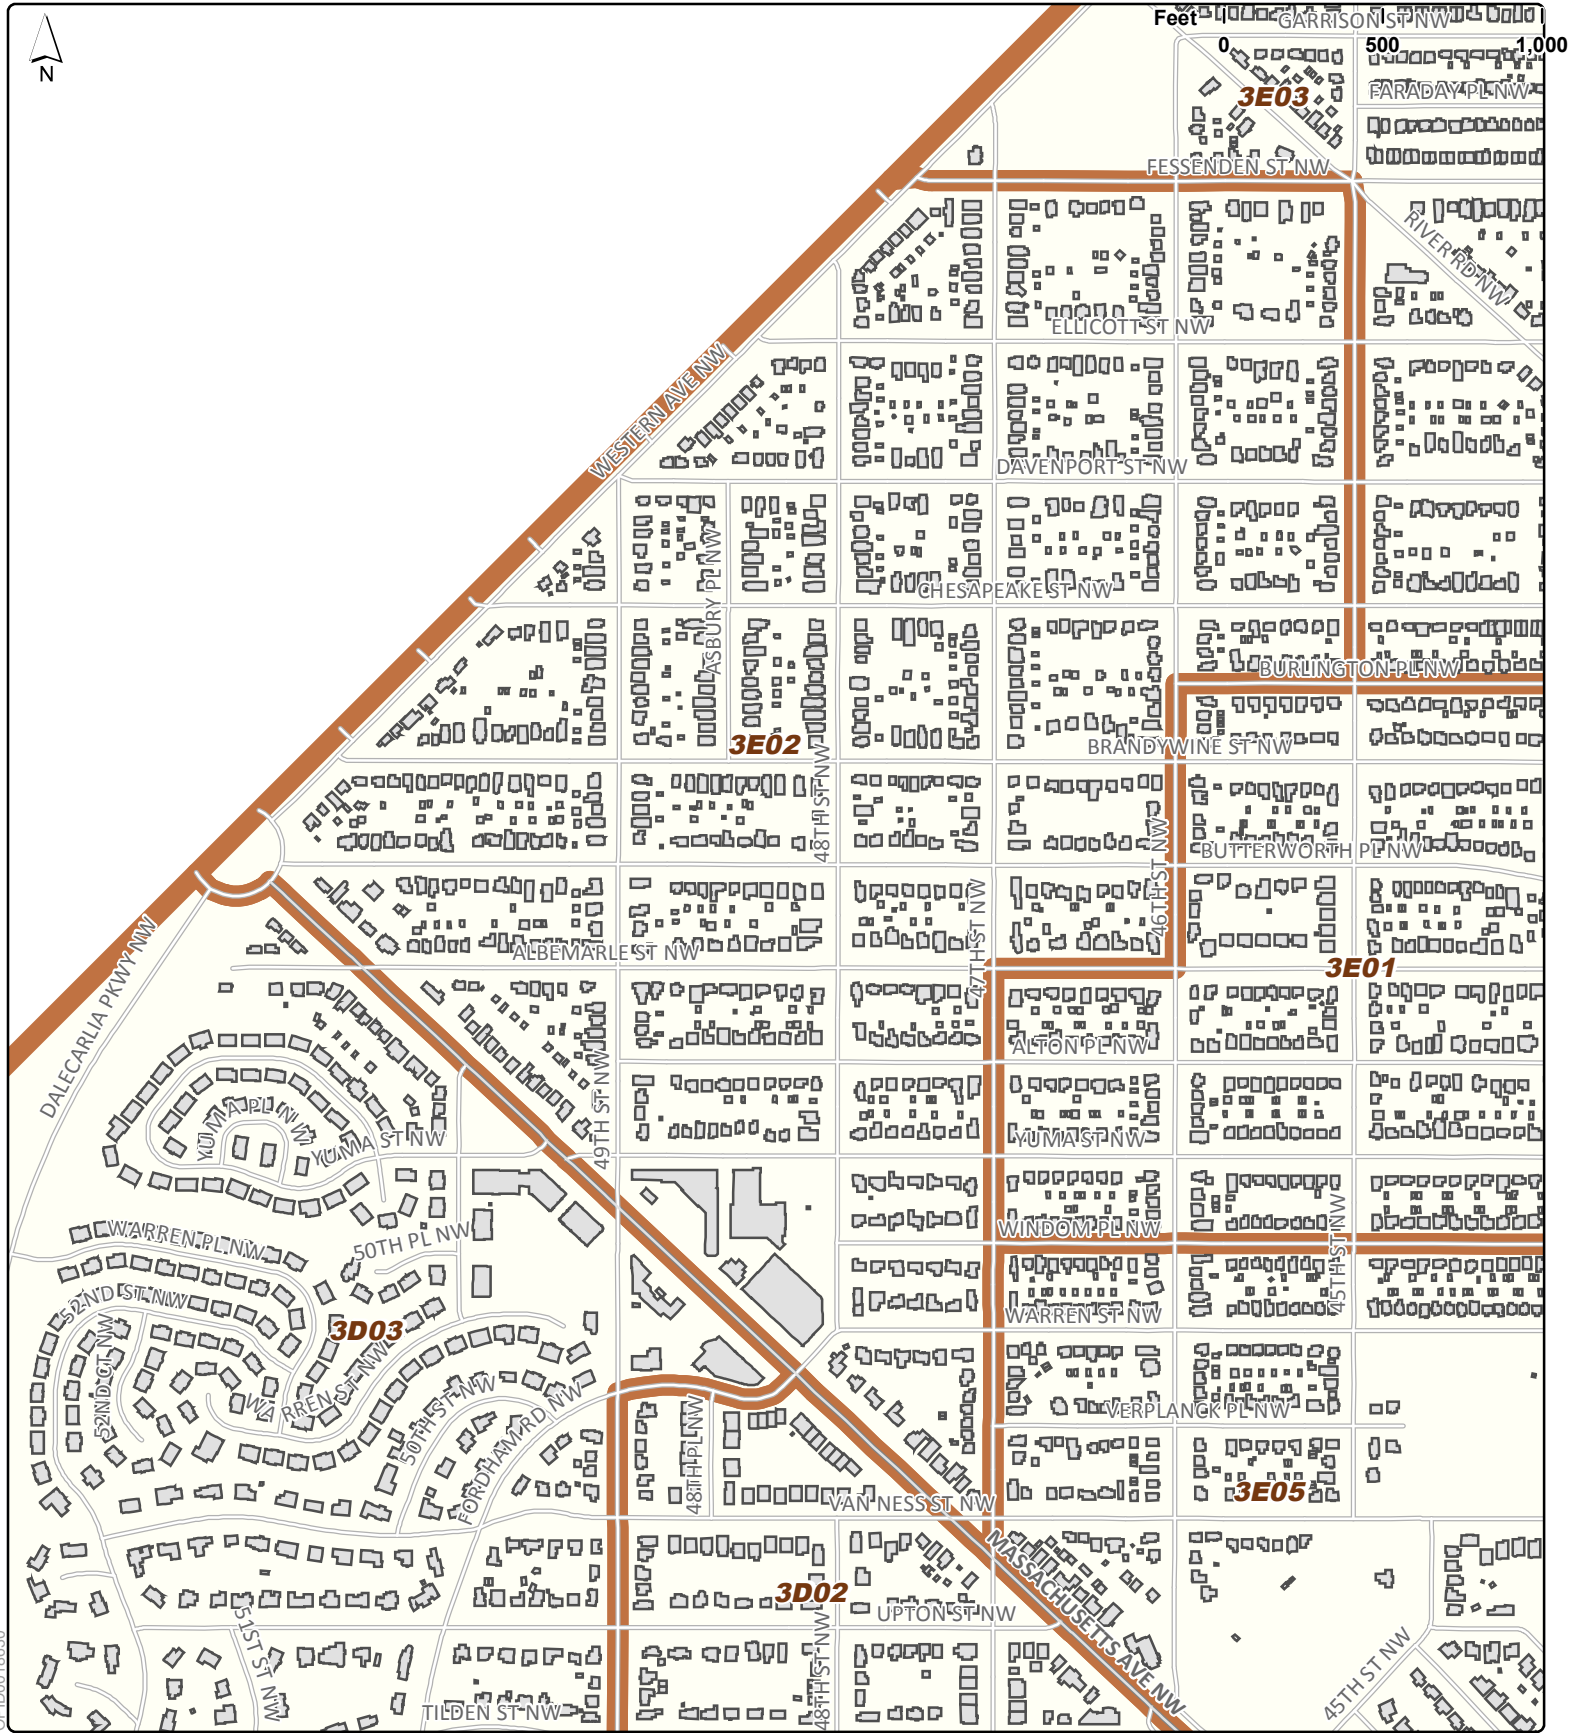 Feet
0 500 1,000
N
GARRISON ST NW
3E03
FARADAY PL NW
FESSENDEN ST NW
RIVER RD NW
ELLICOTT ST NW
WESTERN AVE NW
DAVENPORT ST NW
ASBURY PL NW
CHESAPEAKE ST NW
BURLINGTON PL NW
3E02
BRANDYWINE ST NW
48TH ST NW
46TH ST NW
BUTTERWORTH PL NW
47TH ST NW
ALBEMARLE ST NW
3E01
DALECARLIA PKWY NW
ALTON PL NW
49TH ST NW
YUMA PL NW
YUMA ST NW
YUMA ST NW
WARREN PL NW
50TH PL NW
WINDOM PL NW
45TH ST NW
52ND ST NW
52ND CT NW
3D03
WARREN ST NW
WARREN ST NW
50TH ST NW
FORDHAM RD NW
48TH PL NW
VERPLANCK PL NW
3E05
VAN NESS ST NW
MASSACHUSETTS AVE NW
3D02
UPTON ST NW
51ST ST NW
48TH ST NW
45TH ST NW
TILDEN ST NW